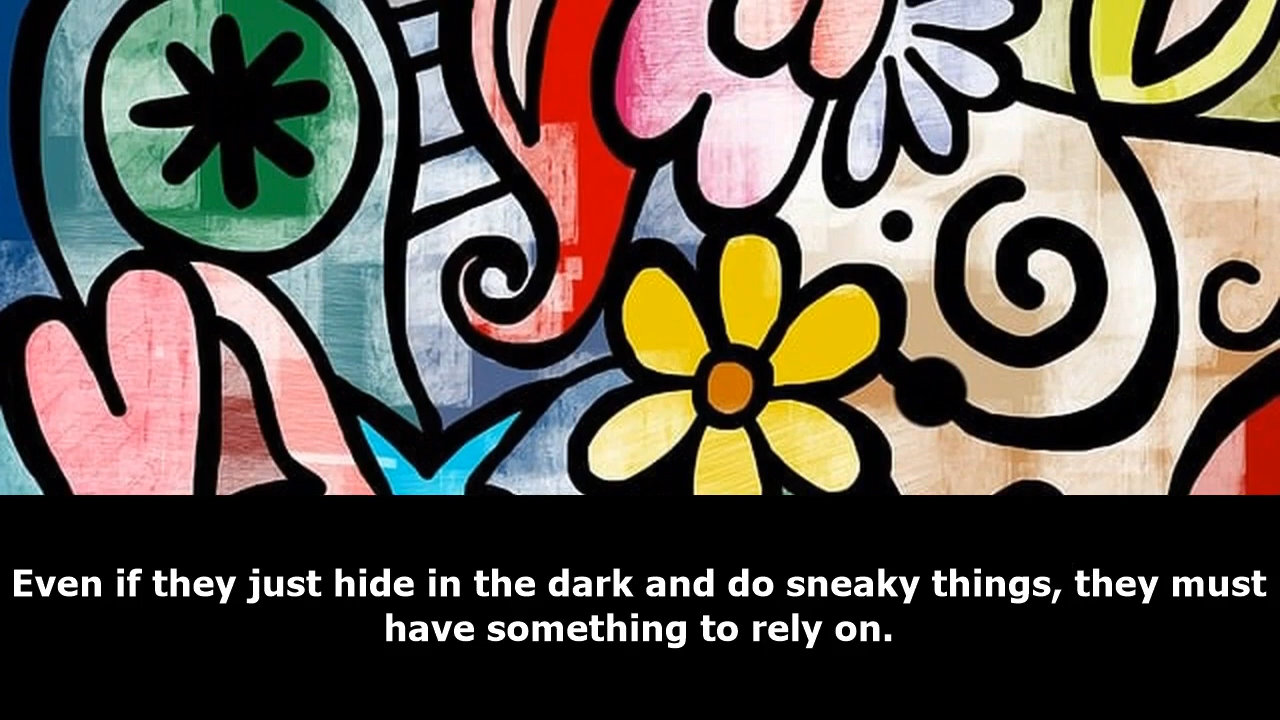 Even if they just hide in the dark and do sneaky things, they must
have something to rely on.